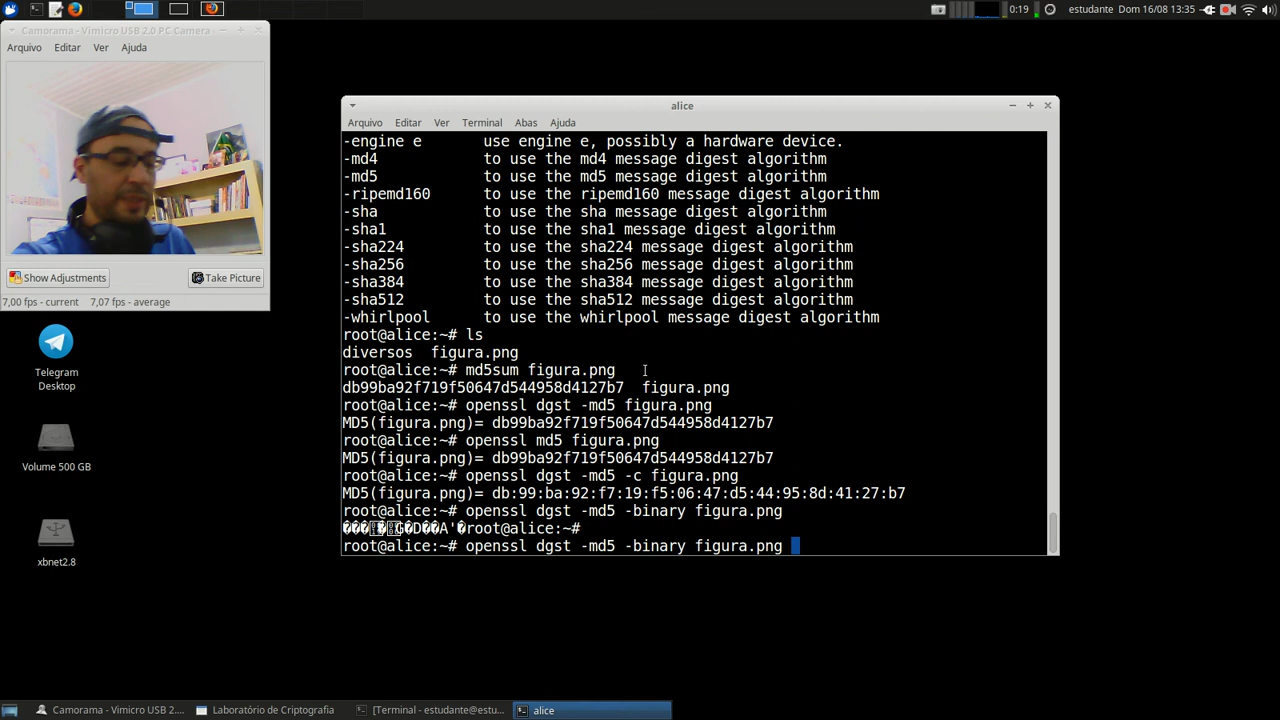 0:19 estudante Dom 16/08 13:35
Camorama - Vimicro USB 2.0 PC Camera
Arquivo Editar Ver Ajuda
Show Adjustments Take Picture
7,00 fps - current 7,07 fps - average
Telegram
Desktop
Volume 500 GB
xbnet2.8
alice
Arquivo Editar Ver Terminal Abas Ajuda
-engine e use engine e, possibly a hardware device.
-md4 to use the md4 message digest algorithm
-md5 to use the md5 message digest algorithm
-ripemd160 to use the ripemd160 message digest algorithm
-sha to use the sha message digest algorithm
-sha1 to use the sha1 message digest algorithm
-sha224 to use the sha224 message digest algorithm
-sha256 to use the sha256 message digest algorithm
-sha384 to use the sha384 message digest algorithm
-sha512 to use the sha512 message digest algorithm
-whirlpool to use the whirlpool message digest algorithm
root@alice:~# ls
diversos figura.png
root@alice:~# md5sum figura.png
db99ba92f719f50647d544958d4127b7 figura.png
root@alice:~# openssl dgst -md5 figura.png
MD5(figura.png)= db99ba92f719f50647d544958d4127b7
root@alice:~# openssl md5 figura.png
MD5(figura.png)= db99ba92f719f50647d544958d4127b7
root@alice:~# openssl dgst -md5 -c figura.png
MD5(figura.png)= db:99:ba:92:f7:19:f5:06:47:d5:44:95:8d:41:27:b7
root@alice:~# openssl dgst -md5 -binary figura.png
G�D��A'�root@alice:~#
root@alice:~# openssl dgst -md5 -binary figura.png
Camorama - Vimicro USB 2.... Laboratório de Criptografia [Terminal - estudante@estu... alice